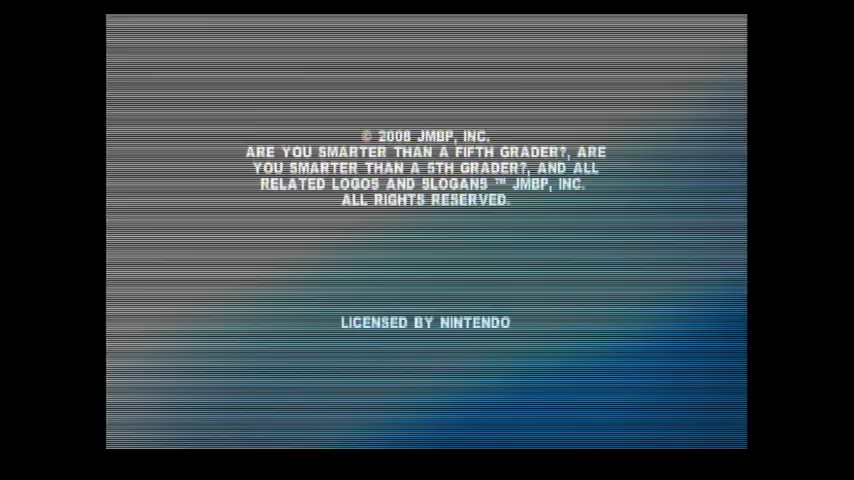 © 2008 JMBP, INC.
ARE YOU SMARTER THAN A FIFTH GRADER?, ARE
YOU SMARTER THAN A 5TH GRADER?, AND ALL
RELATED LOGOS AND SLOGANS ™ JMBP, INC.
ALL RIGHTS RESERVED.
LICENSED BY NINTENDO